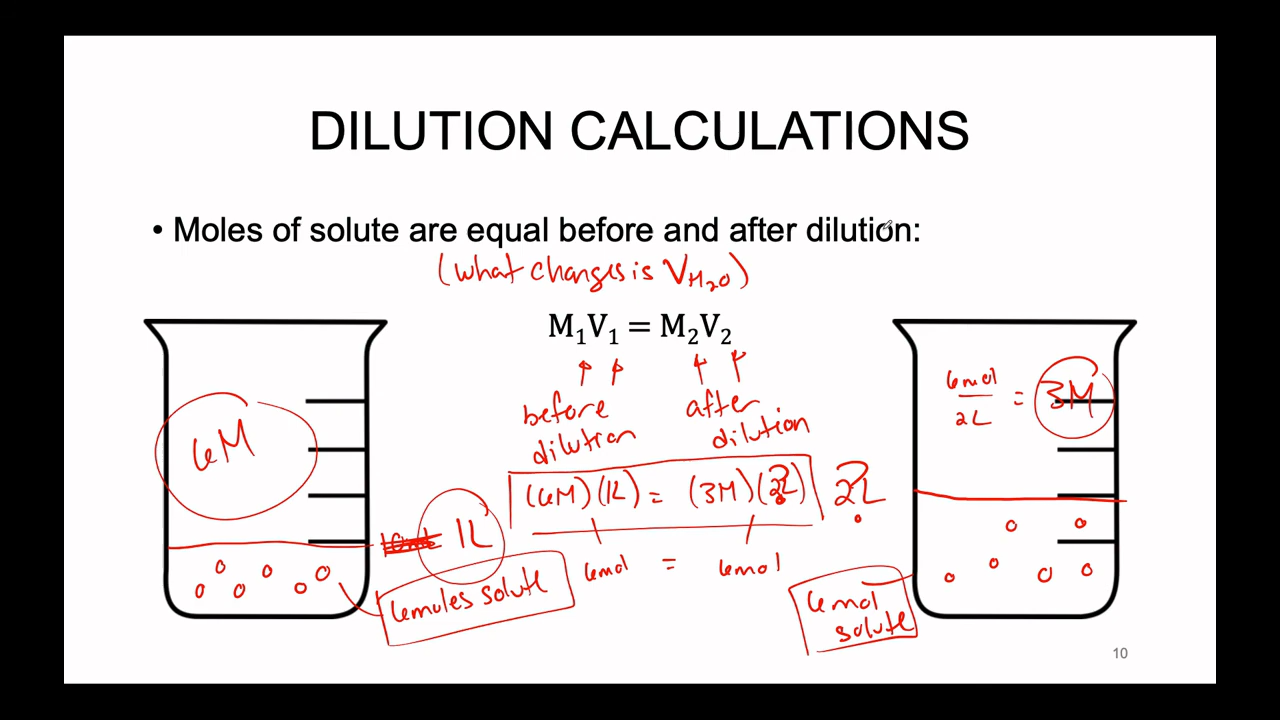 DILUTION CALCULATIONS
• Moles of solute are equal before and after dilution:
(what changes is V_H₂O)
M₁V₁ = M₂V₂
before dilution
after dilution
6M
6mol/2L = 3M
(6M)(1L) = (3M)(2L)
2L
?
1L
6mol = 6mol
6moles solute
6mol
solute
10